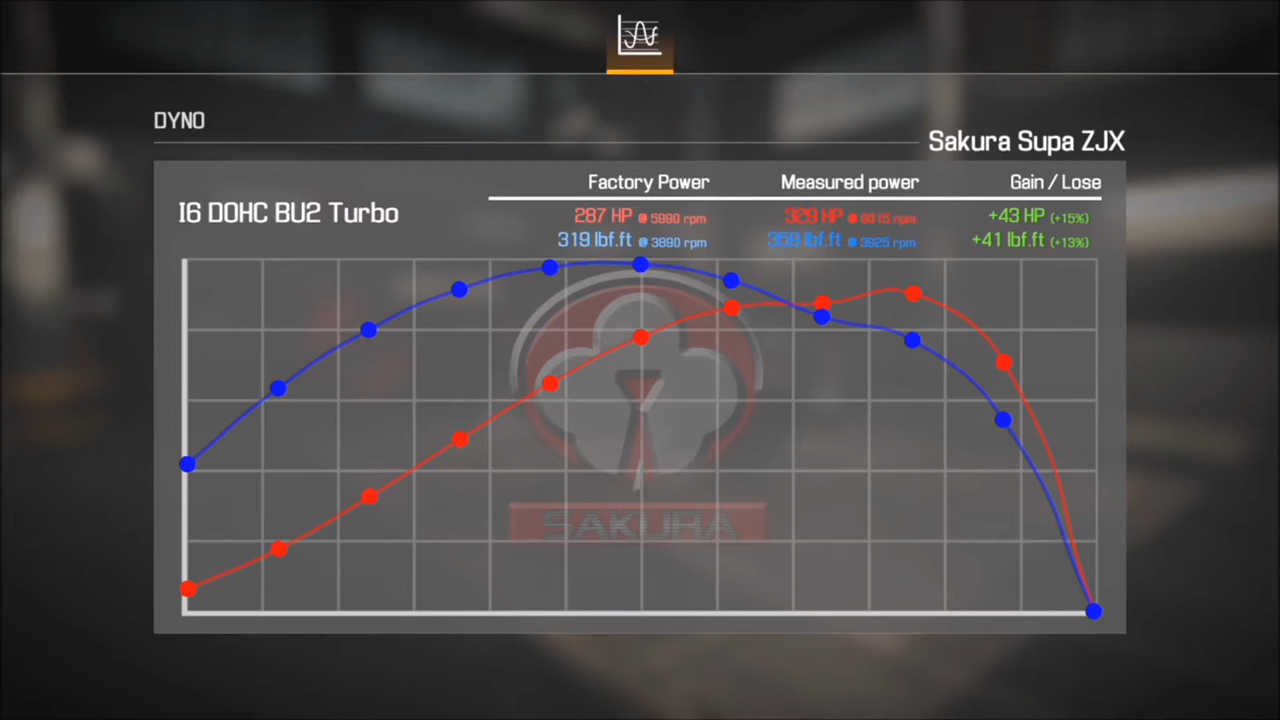 DYNO
Sakura Supa ZJX
Factory Power Measured power Gain / Lose
I6 DOHC BU2 Turbo
287 HP @ 5980 rpm 329 HP @ 6015 rpm +43 HP (+15%)
319 lbf.ft @ 3890 rpm 359 lbf.ft @ 3925 rpm +41 lbf.ft (+13%)
SAKURA